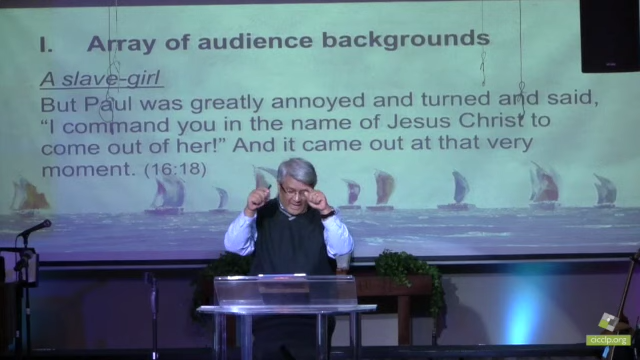 I. Array of audience backgrounds
A slave-girl
But Paul was greatly annoyed and turned and said,
“I command you in the name of Jesus Christ to
come out of her!” And it came out at that very
moment. (16:18)
ciccfp.org